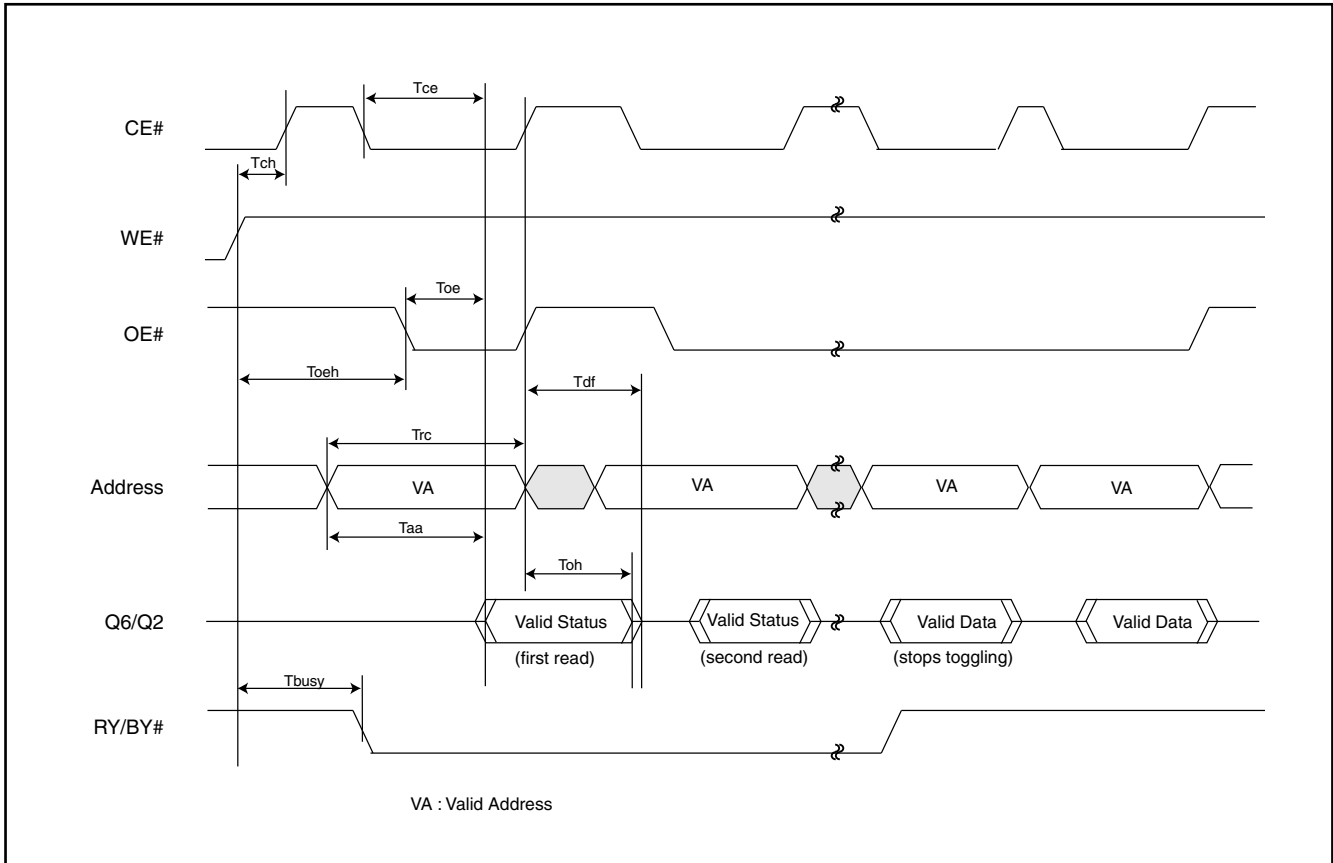 Tce
CE#
Tch
WE#
Toe
OE#
Toeh
Tdf
Trc
Address
VA
VA
VA
VA
Taa
Toh
Q6/Q2
Valid Status
Valid Status
Valid Data
Valid Data
(first read)
(second read)
(stops toggling)
Tbusy
RY/BY#
VA : Valid Address